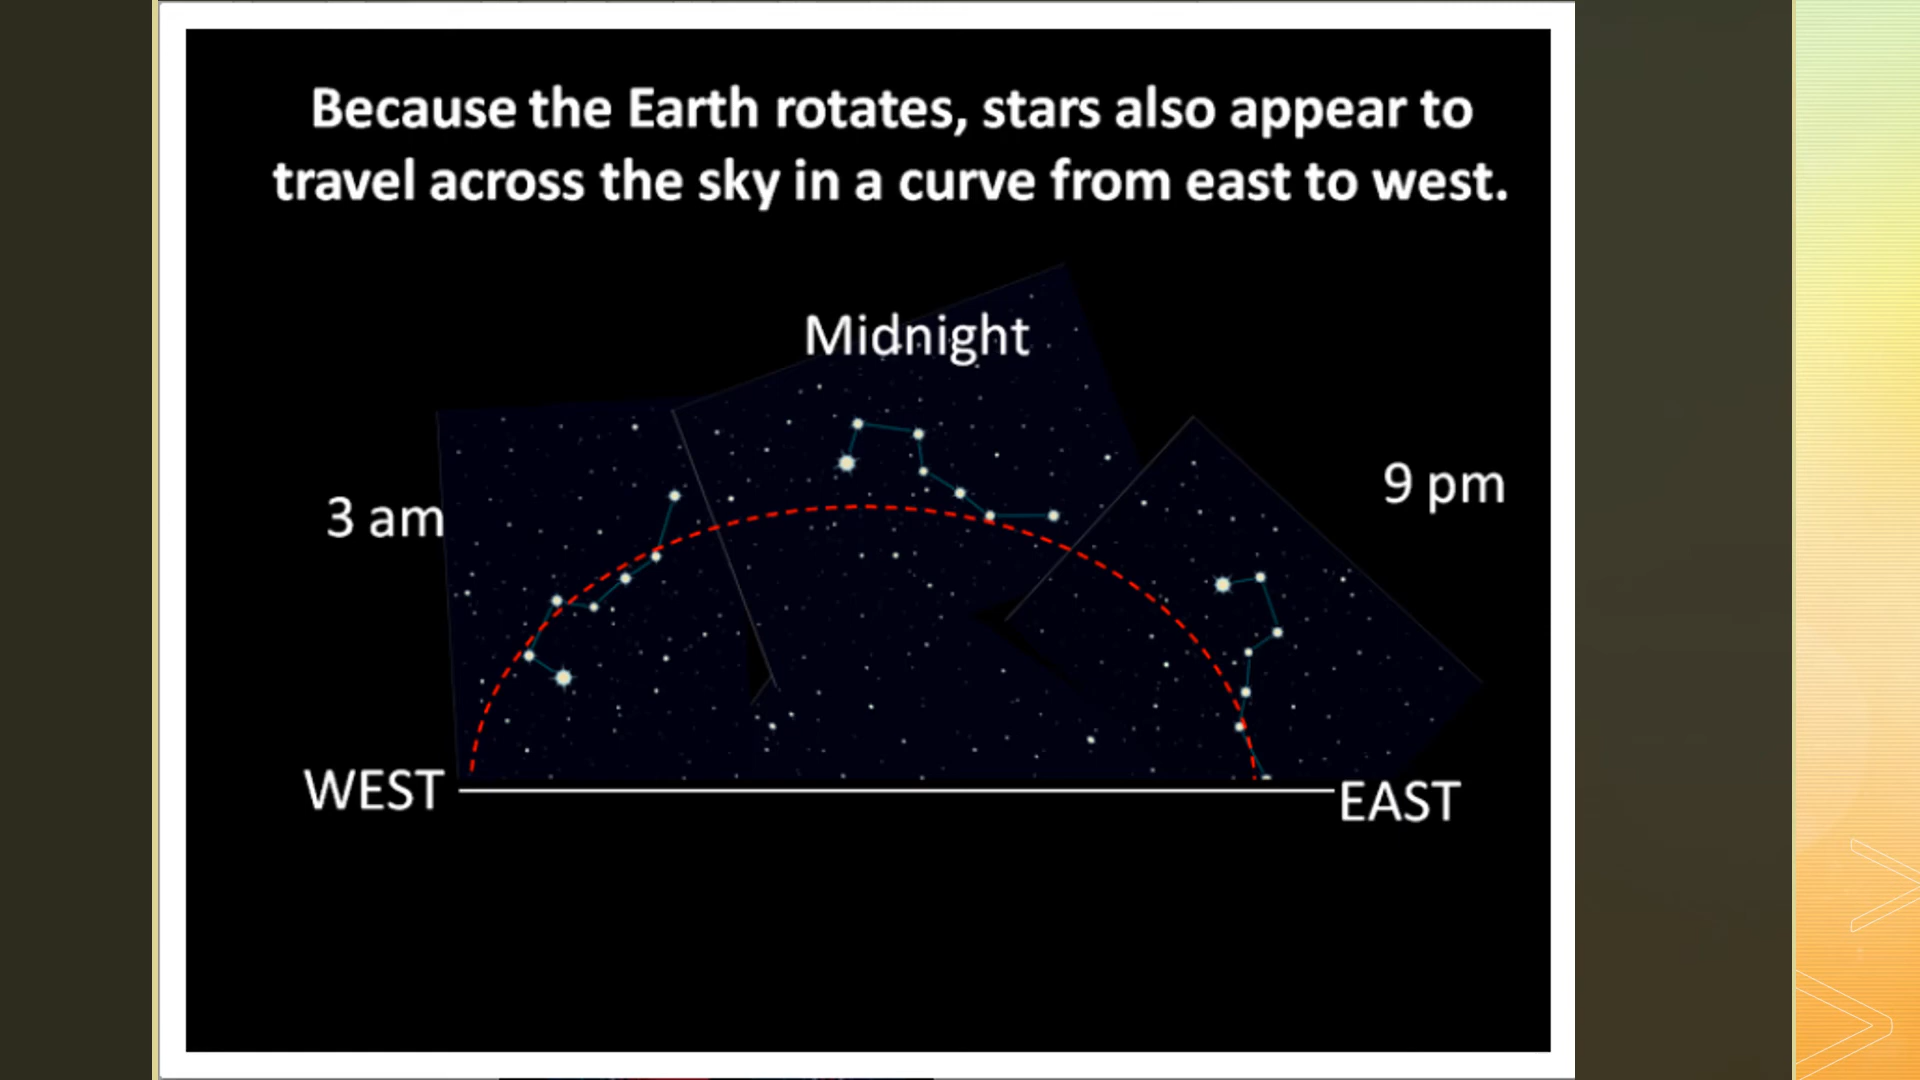 Because the Earth rotates, stars also appear to
travel across the sky in a curve from east to west.
Midnight
3 am
9 pm
WEST
EAST